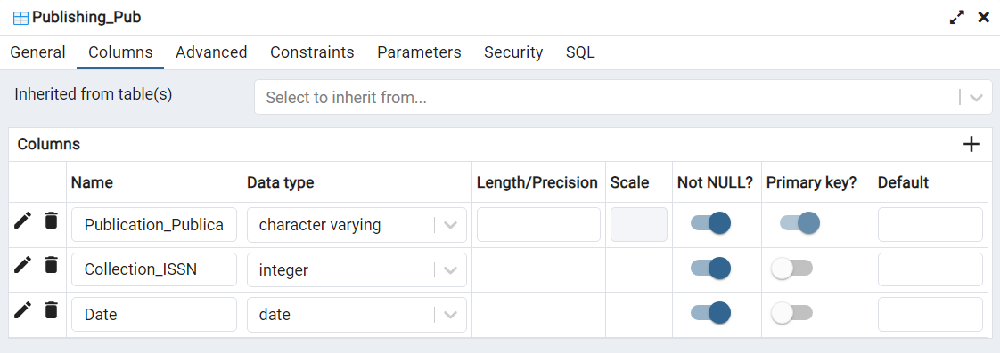 Publishing_Pub
General Columns Advanced Constraints Parameters Security SQL
Inherited from table(s) Select to inherit from...
Columns
Name Data type Length/Precision Scale Not NULL? Primary key? Default
Publication_Publica character varying
Collection_ISSN integer
Date date